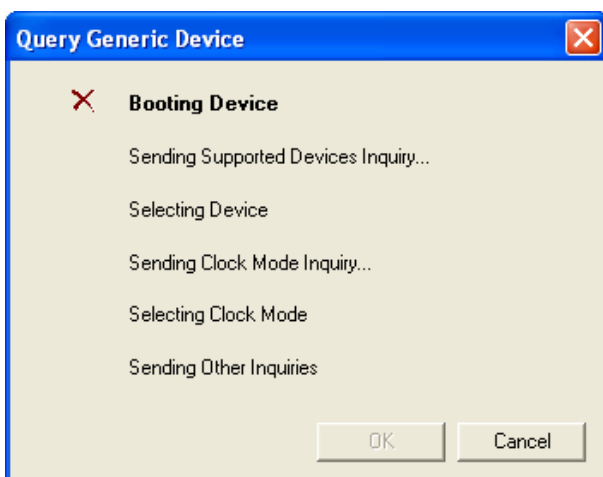 Query Generic Device
Booting Device
Sending Supported Devices Inquiry...
Selecting Device
Sending Clock Mode Inquiry...
Selecting Clock Mode
Sending Other Inquiries
OK
Cancel